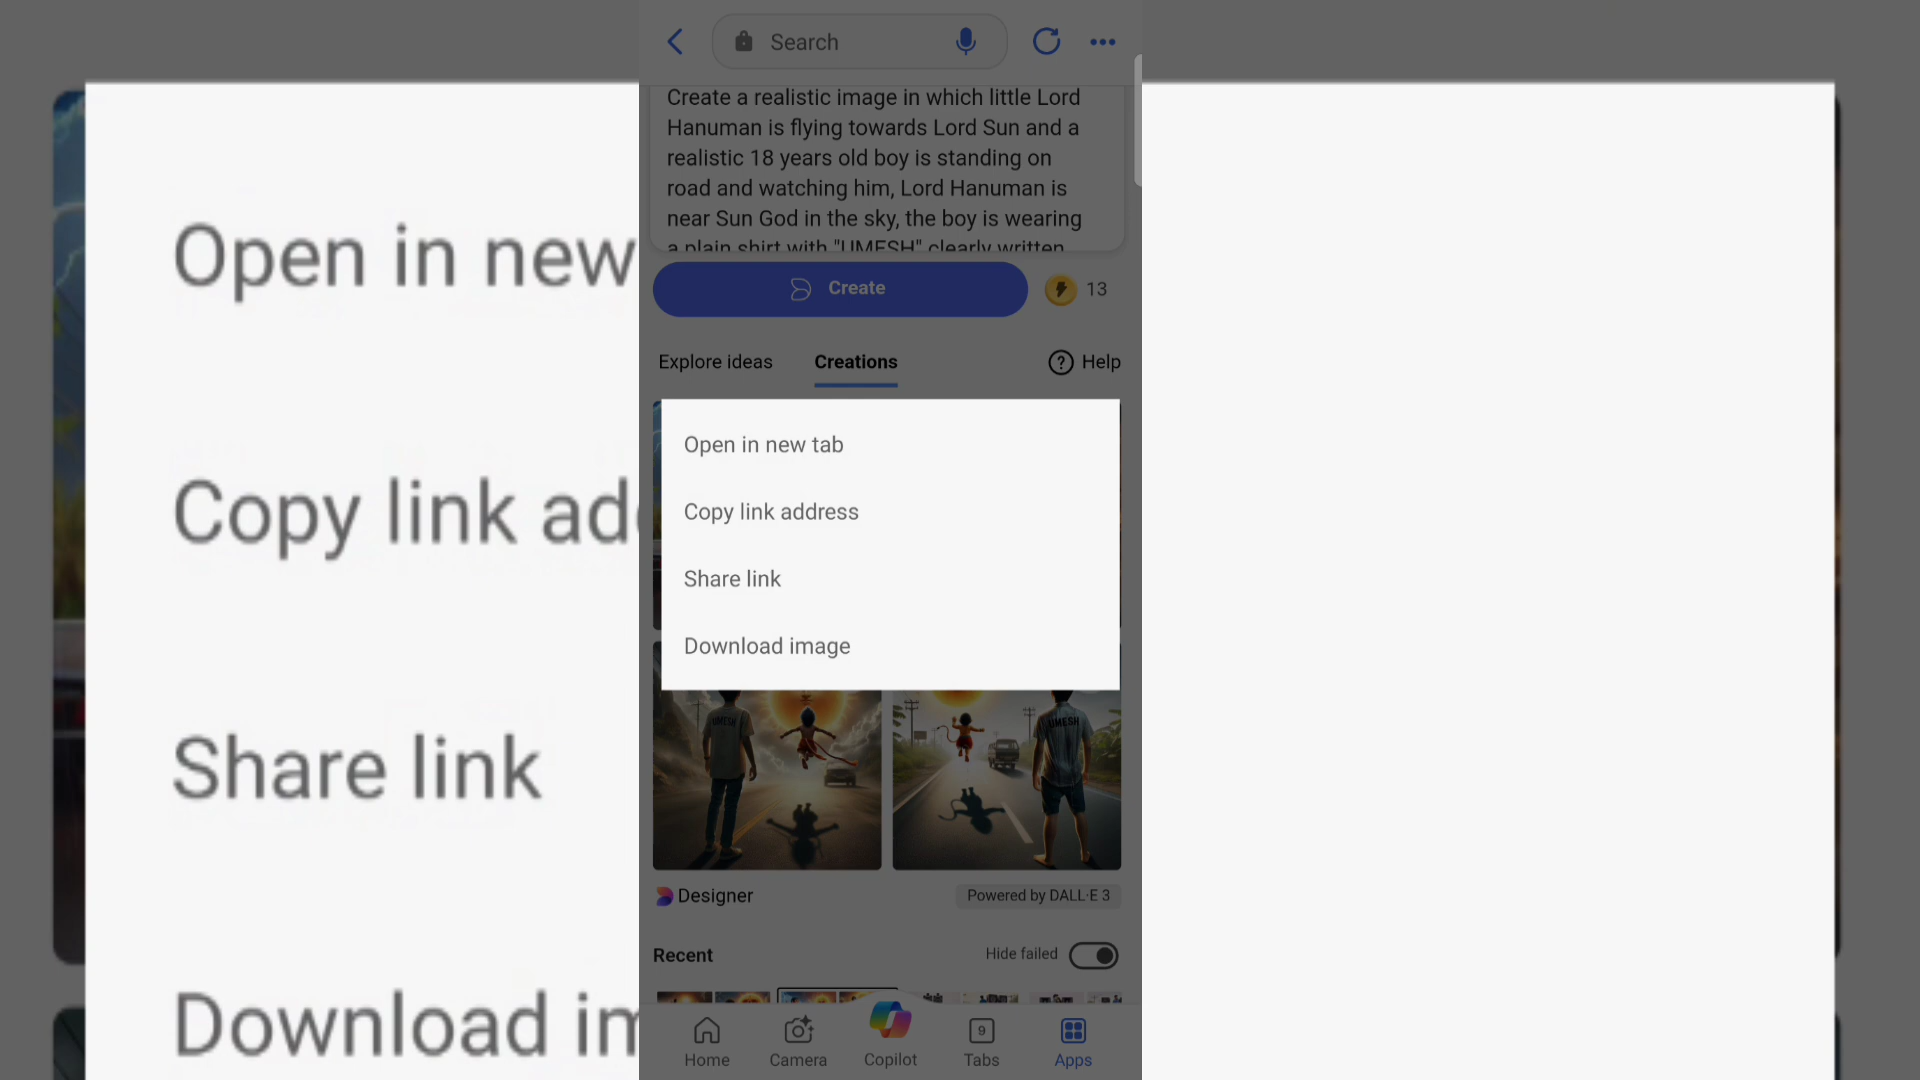 Search
Create a realistic image in which little Lord
Hanuman is flying towards Lord Sun and a
realistic 18 years old boy is standing on
road and watching him, Lord Hanuman is
near Sun God in the sky, the boy is wearing
a plain shirt with "UMESH" clearly written
Create
13
Explore ideas
Creations
Help
Open in new tab
Copy link address
Share link
Download image
UMESH
UMESH
Designer
Powered by DALL·E 3
Recent
Hide failed
9
Home
Camera
Copilot
Tabs
Apps
Open in new
Copy link ad
Share link
Download im